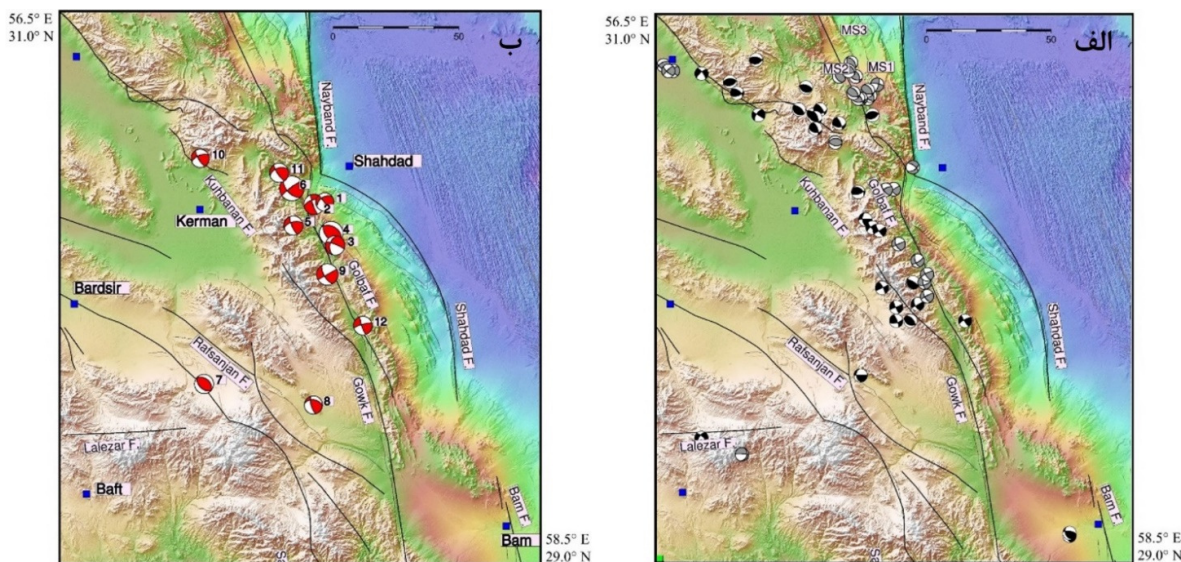 56.5° E
31.0° N
50
ب
Nayband F.
Shahdad
10
11
6
1
2
Kuhbanan F.
Kerman
5
4
3
Golbaf F.
9
Bardsir
12
Shahdad F.
Rafsanjan F.
7
8
Gowk F.
Lalezar F.
Baft
Bam F.
Bam
58.5° E
29.0° N
56.5° E
31.0° N
MS3
50
الف
MS2
MS1
Nayband F.
Kuhbanan F.
Golbaf F.
Shahdad F.
Rafsanjan F.
Gowk F.
Lalezar F.
Bam F.
58.5° E
29.0° N